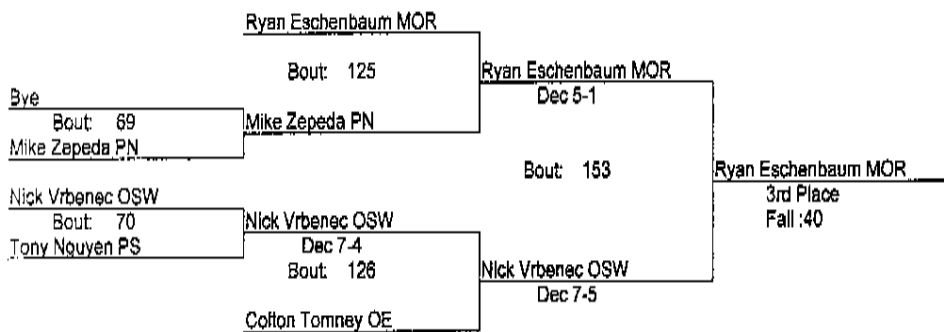 Ryan Eschenbaum MOR
Bout: 125
Ryan Eschenbaum MOR
Dec 5-1
Bye
Bout: 69
Mike Zepeda PN
Mike Zepeda PN
Bout: 153
Ryan Eschenbaum MOR
3rd Place
Fall :40
Nick Vrbenec OSW
Bout: 70
Nick Vrbenec OSW
Tony Nguyen PS
Dec 7-4
Bout: 126
Nick Vrbenec OSW
Dec 7-5
Colton Tomney OE